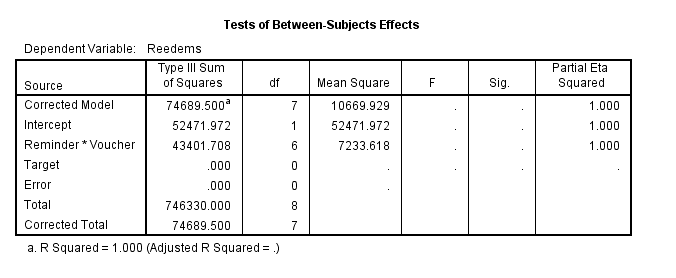 Tests of Between-Subjects Effects
Dependent Variable: Reedems
Source Type III Sum of Squares df Mean Square F Sig. Partial Eta Squared
Corrected Model 74689.500a 7 10669.929 . . 1.000
Intercept 52471.972 1 52471.972 . . 1.000
Reminder * Voucher 43401.708 6 7233.618 . . 1.000
Target .000 0 . . . .
Error .000 0 .
Total 746330.000 8
Corrected Total 74689.500 7
a. R Squared = 1.000 (Adjusted R Squared = .)